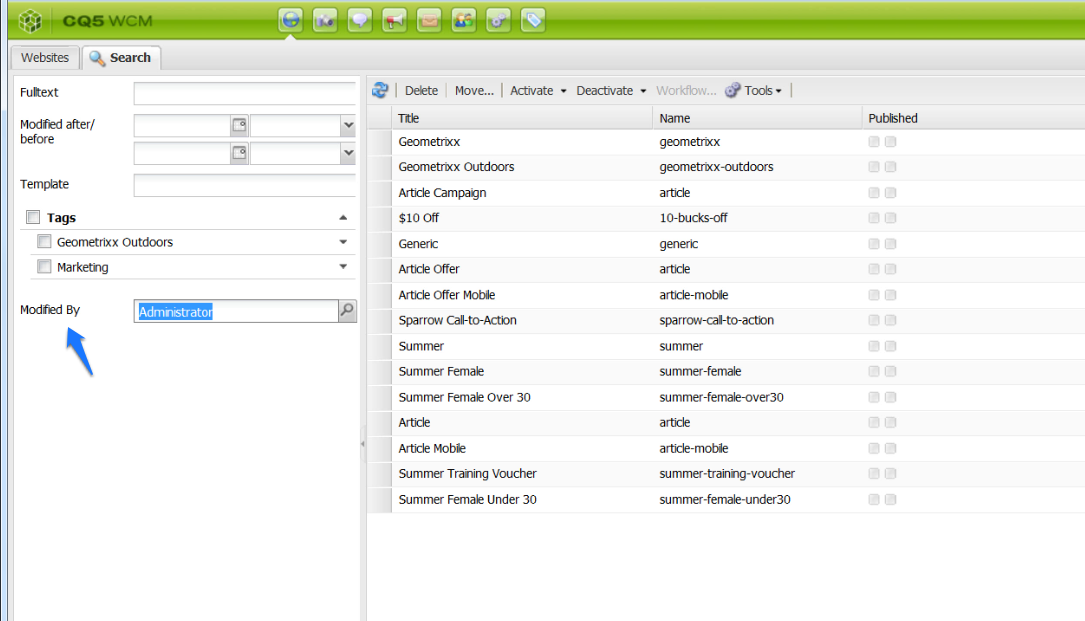 CQ5 WCM
Websites
Search
Fulltext
Modified after/
before
Template
Tags
Geometrixx Outdoors
Marketing
Modified By
Administrator
Delete Move... Activate Deactivate Workflow... Tools
Title Name Published
Geometrixx geometrixx
Geometrixx Outdoors geometrixx-outdoors
Article Campaign article
$10 Off 10-bucks-off
Generic generic
Article Offer article
Article Offer Mobile article-mobile
Sparrow Call-to-Action sparrow-call-to-action
Summer summer
Summer Female summer-female
Summer Female Over 30 summer-female-over30
Article article
Article Mobile article-mobile
Summer Training Voucher summer-training-voucher
Summer Female Under 30 summer-female-under30